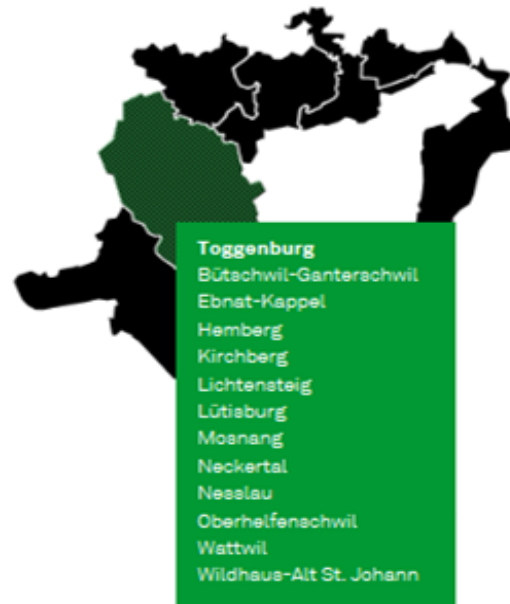 Toggenburg
Bütschwil-Ganterschwil
Ebnat-Kappel
Hemberg
Kirchberg
Lichtensteig
Lütisburg
Mosnang
Neckertal
Nesslau
Oberhelfenschwil
Wattwil
Wildhaus-Alt St. Johann